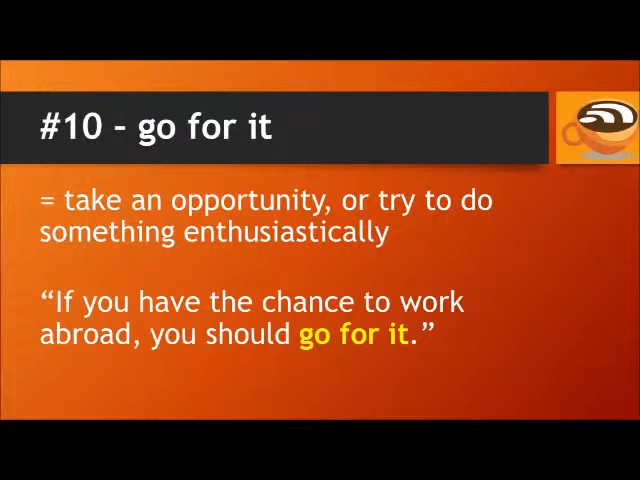 #10 – go for it
= take an opportunity, or try to do
something enthusiastically
“If you have the chance to work
abroad, you should go for it.”